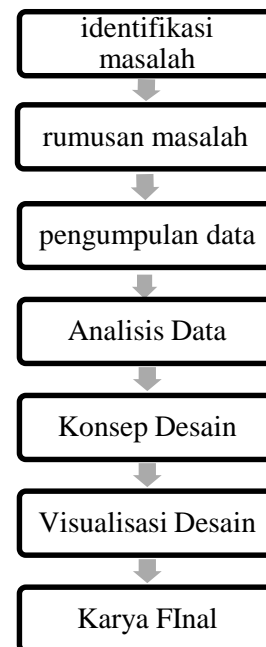 identifikasi
masalah
rumusan masalah
pengumpulan data
Analisis Data
Konsep Desain
Visualisasi Desain
Karya FInal